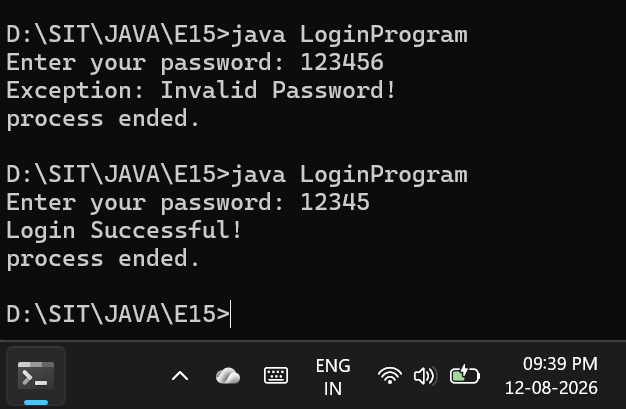 D:\SIT\JAVA\E15>java LoginProgram
Enter your password: 123456
Exception: Invalid Password!
process ended.
D:\SIT\JAVA\E15>java LoginProgram
Enter your password: 12345
Login Successful!
process ended.
D:\SIT\JAVA\E15>
ENG
IN
09:39 PM
12-08-2026